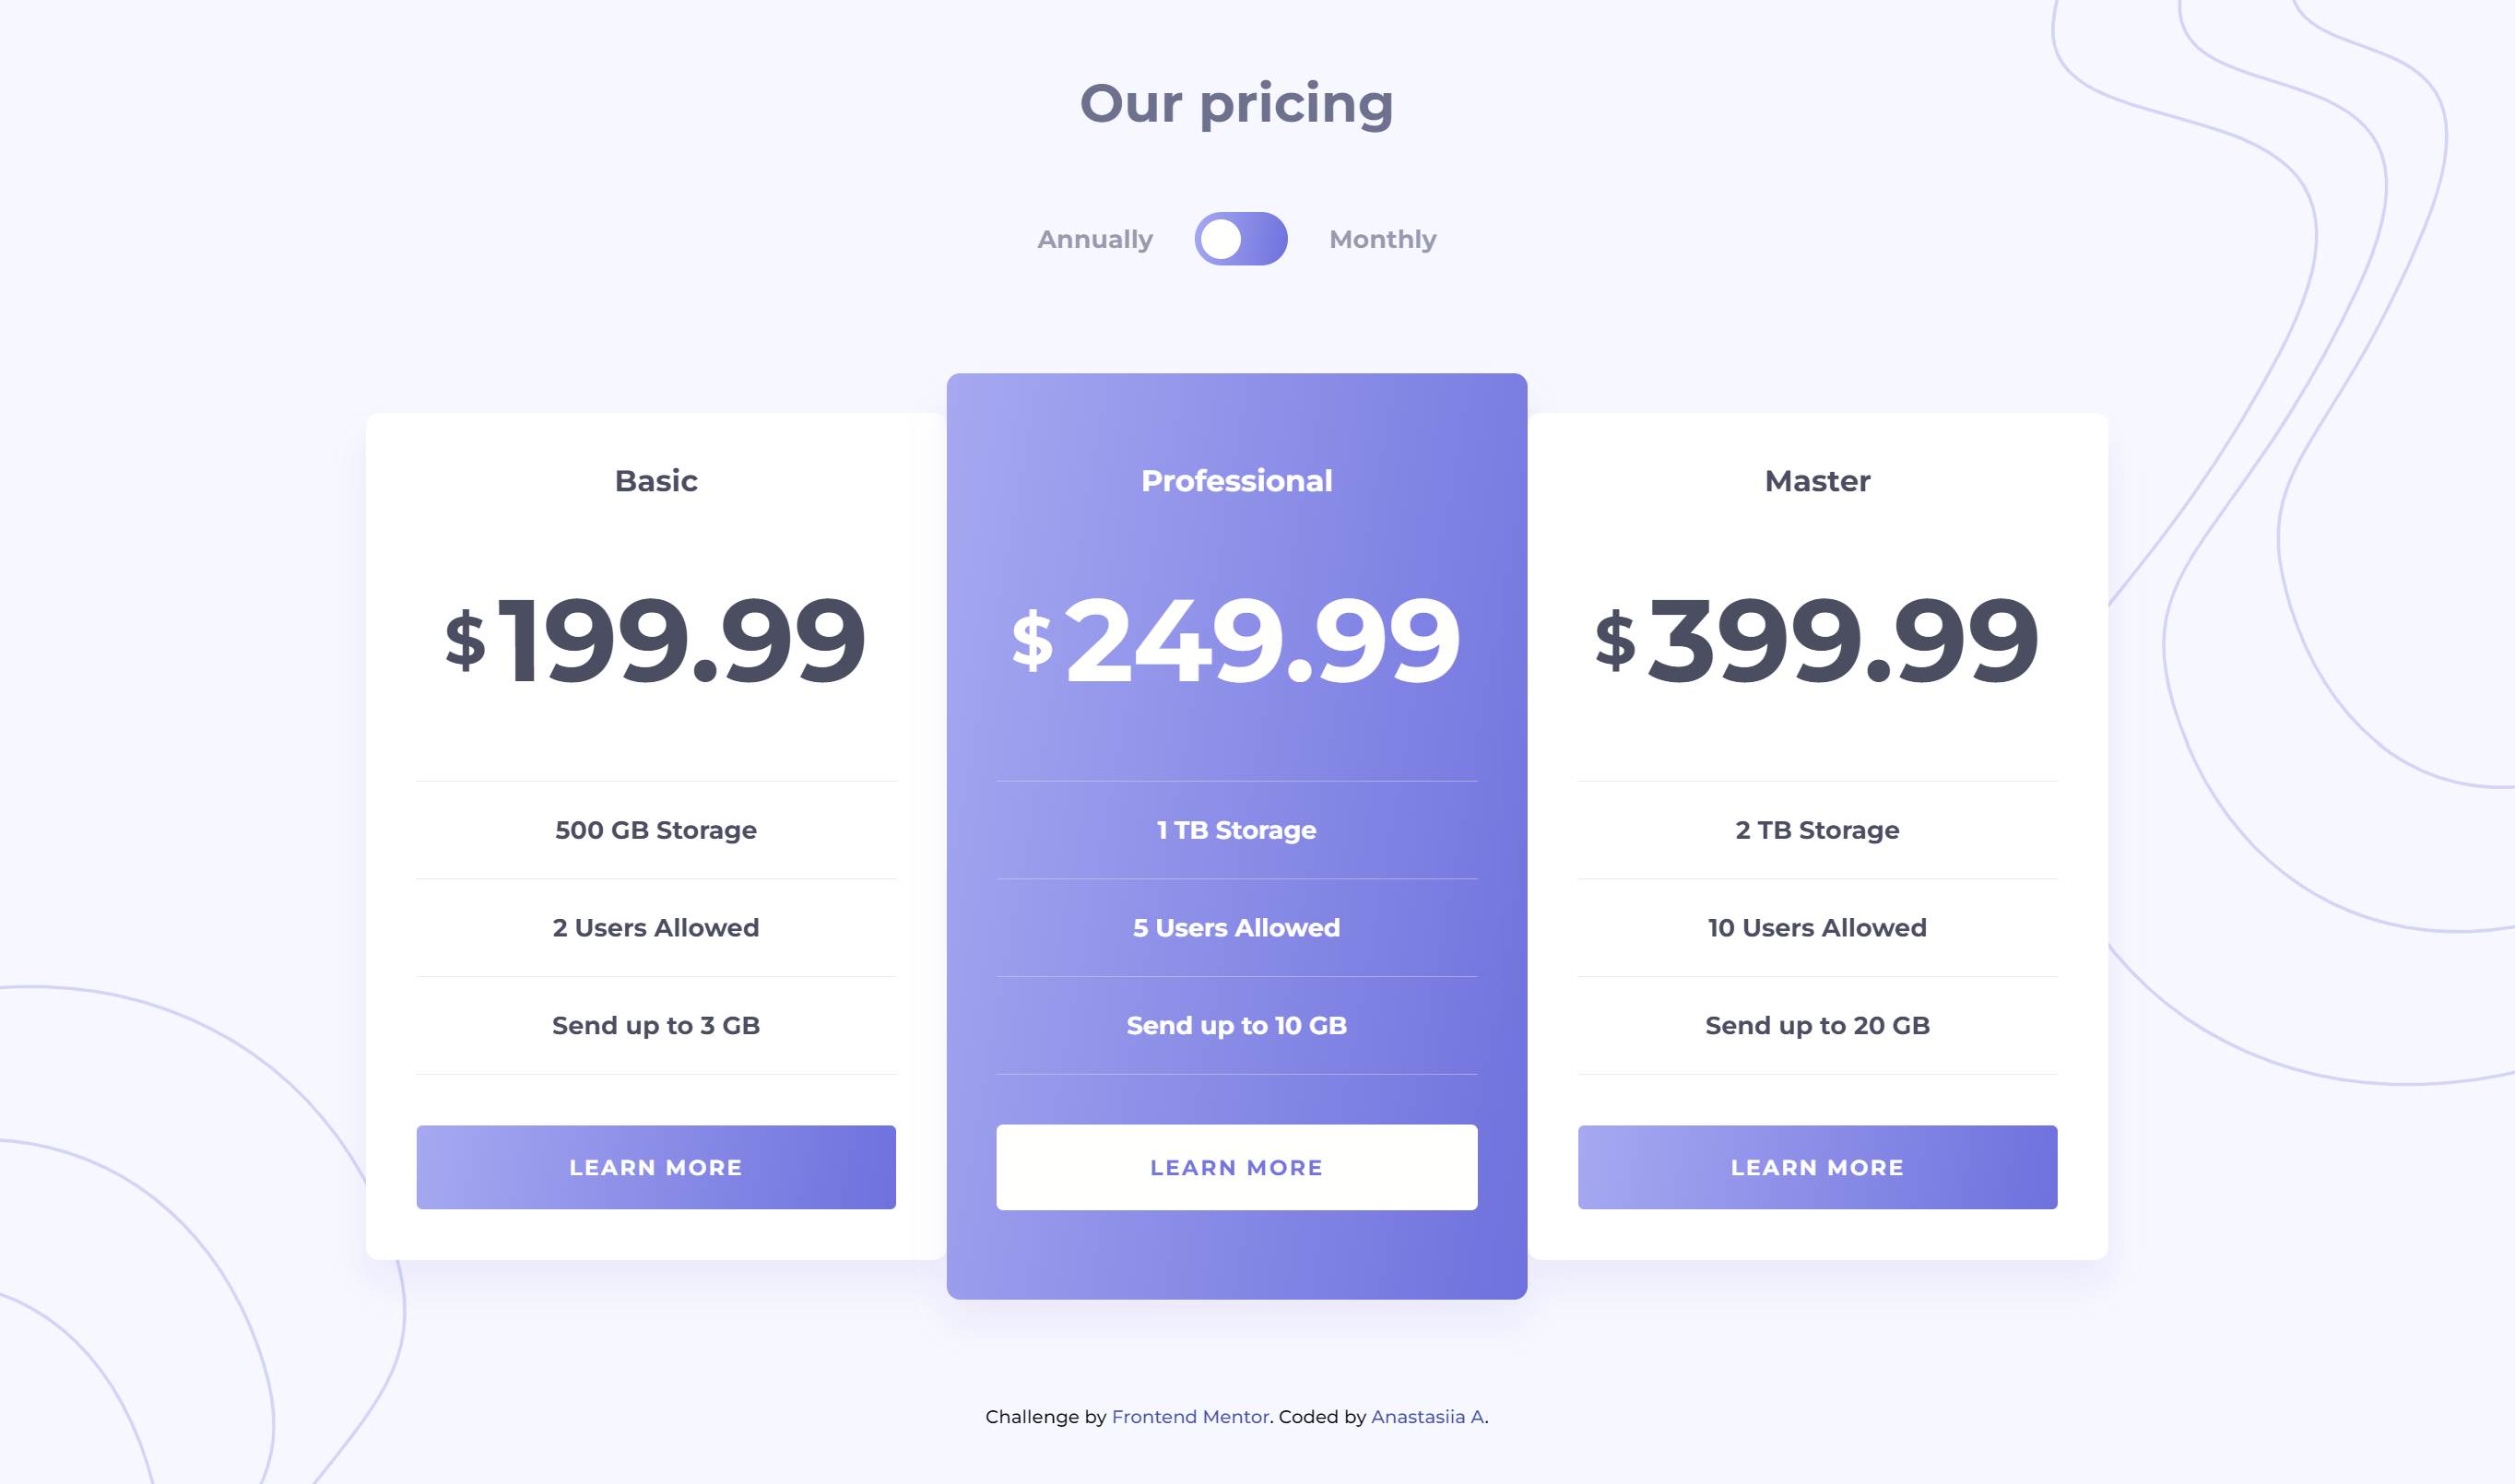 Our pricing
Annually
Monthly
Basic
$199.99
500 GB Storage
2 Users Allowed
Send up to 3 GB
LEARN MORE
Professional
$249.99
1 TB Storage
5 Users Allowed
Send up to 10 GB
LEARN MORE
Master
$399.99
2 TB Storage
10 Users Allowed
Send up to 20 GB
LEARN MORE
Challenge by Frontend Mentor. Coded by Anastasiia A.